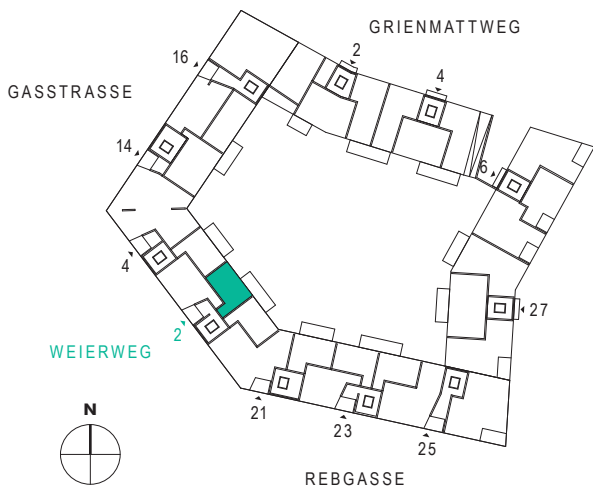 GRIENMATTWEG
2
16
4
GASSTRASSE
14
6
4
27
2
WEIERWEG
21
23
25
N
REBGASSE